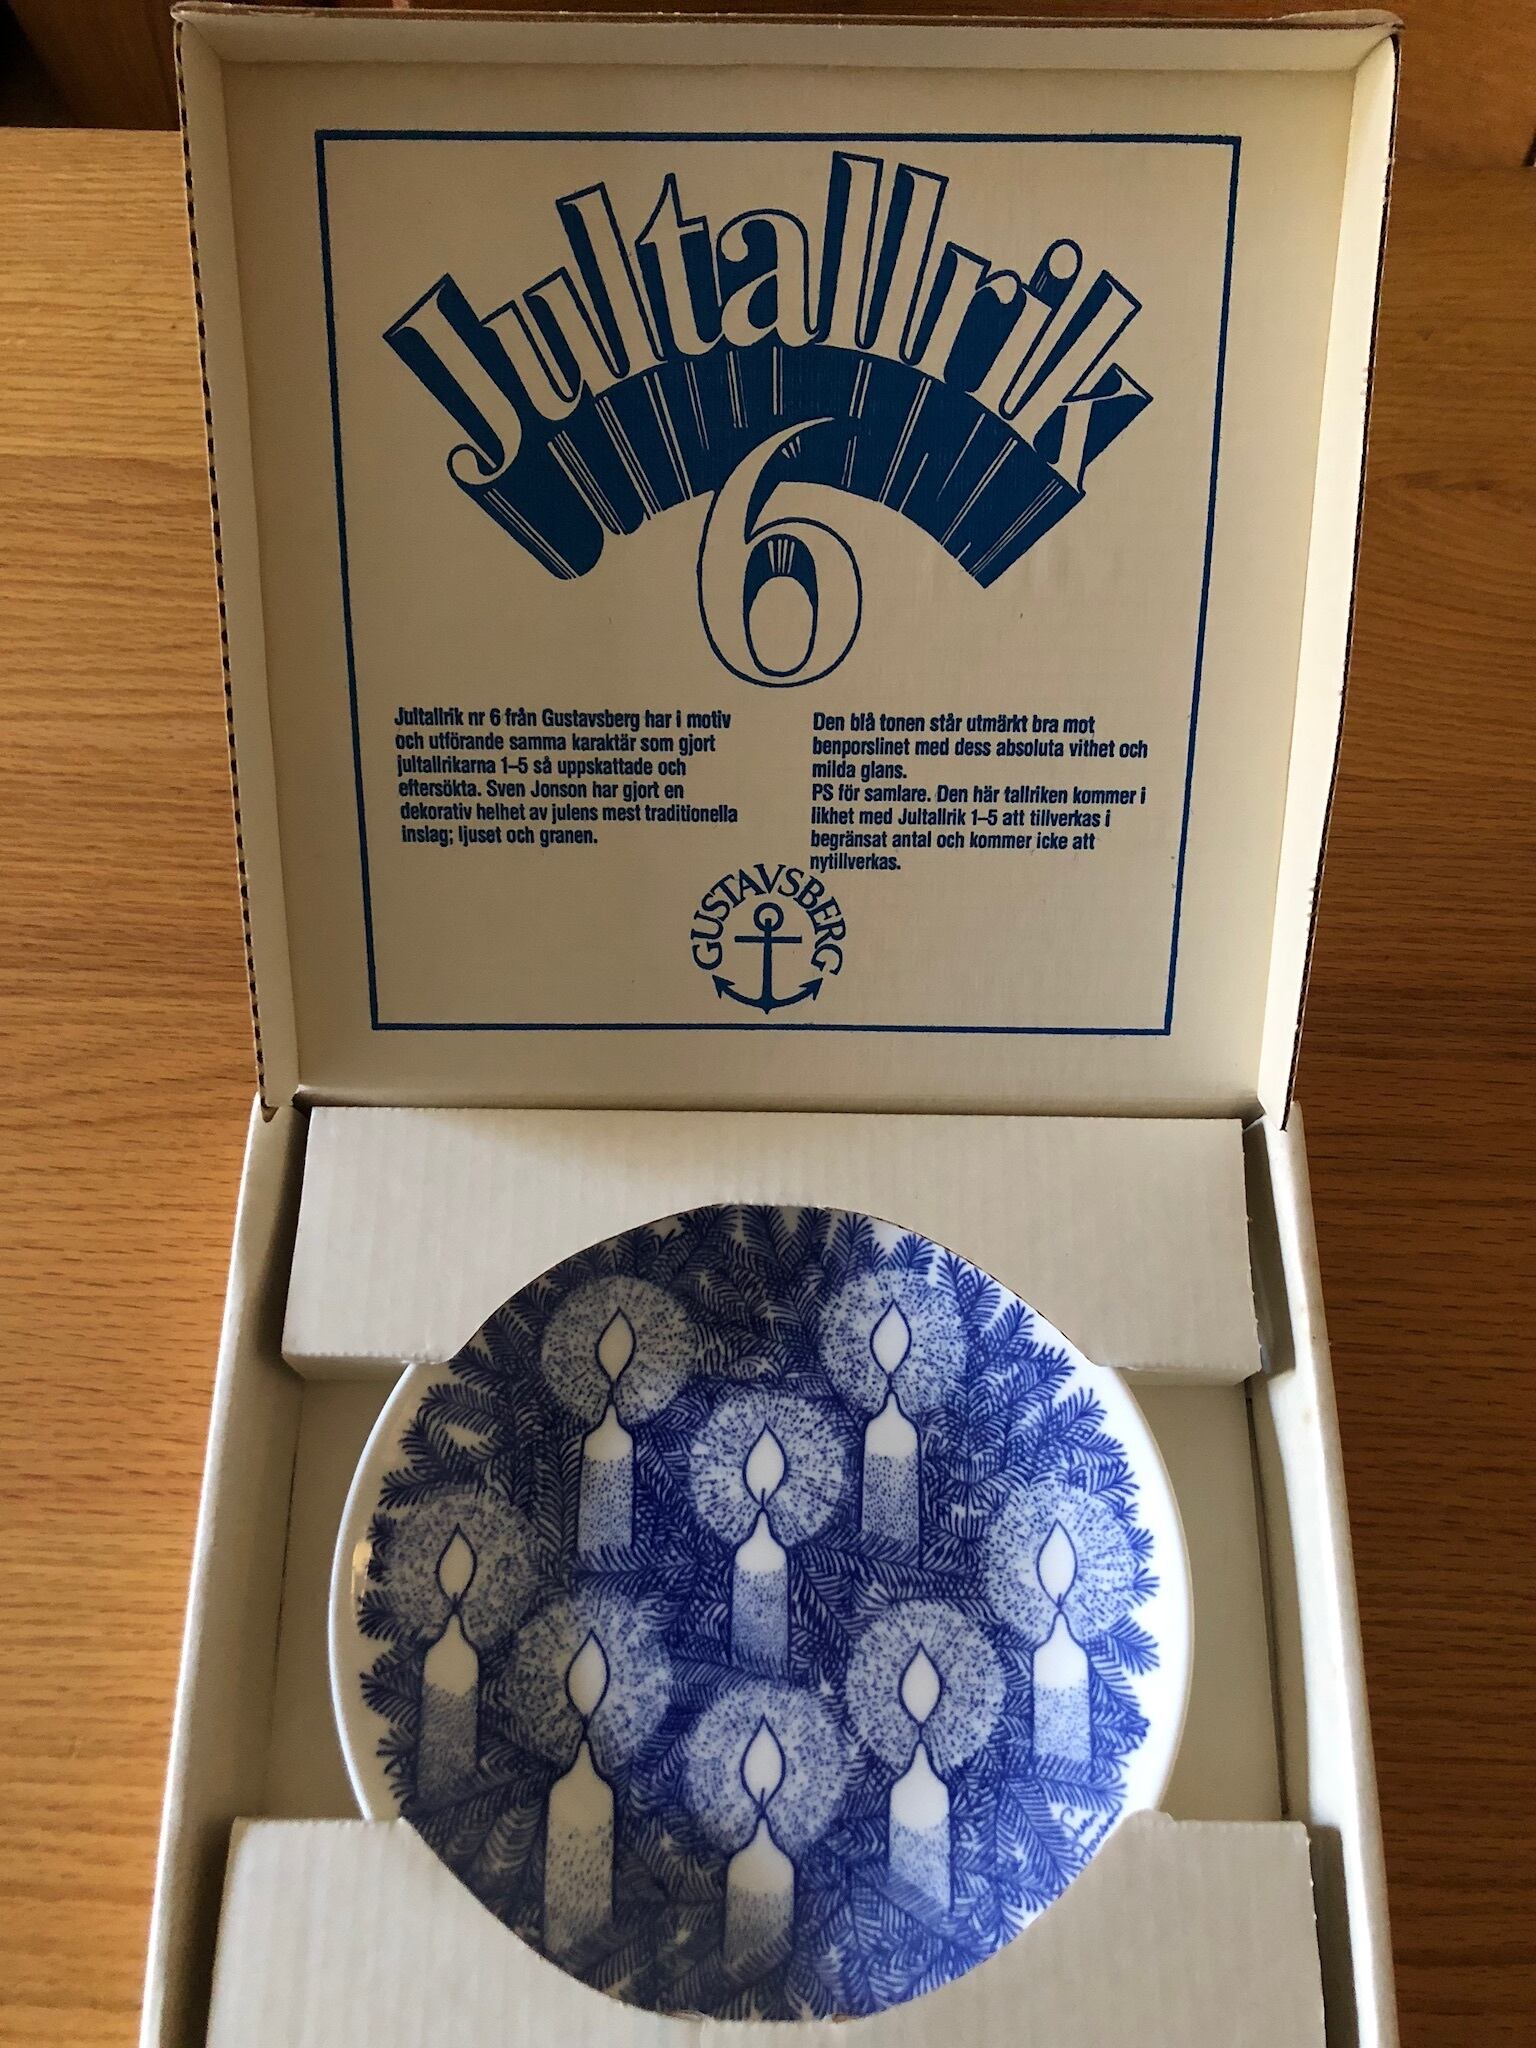 Jultallrik
6
Jultallrik nr 6 från Gustavsberg har i motiv
och utförande samma karaktär som gjort
jultallrikarna 1–5 så uppskattade och
eftersökta. Sven Jonson har gjort en
dekorativ helhet av julens mest traditionella
inslag; ljuset och granen.
Den blå tonen står utmärkt bra mot
benporslinet med dess absoluta vithet och
milda glans.
PS för samlare. Den här tallriken kommer i
likhet med Jultallrik 1–5 att tillverkas i
begränsat antal och kommer icke att
nytillverkas.
GUSTAVSBERG
Sven
Jonson